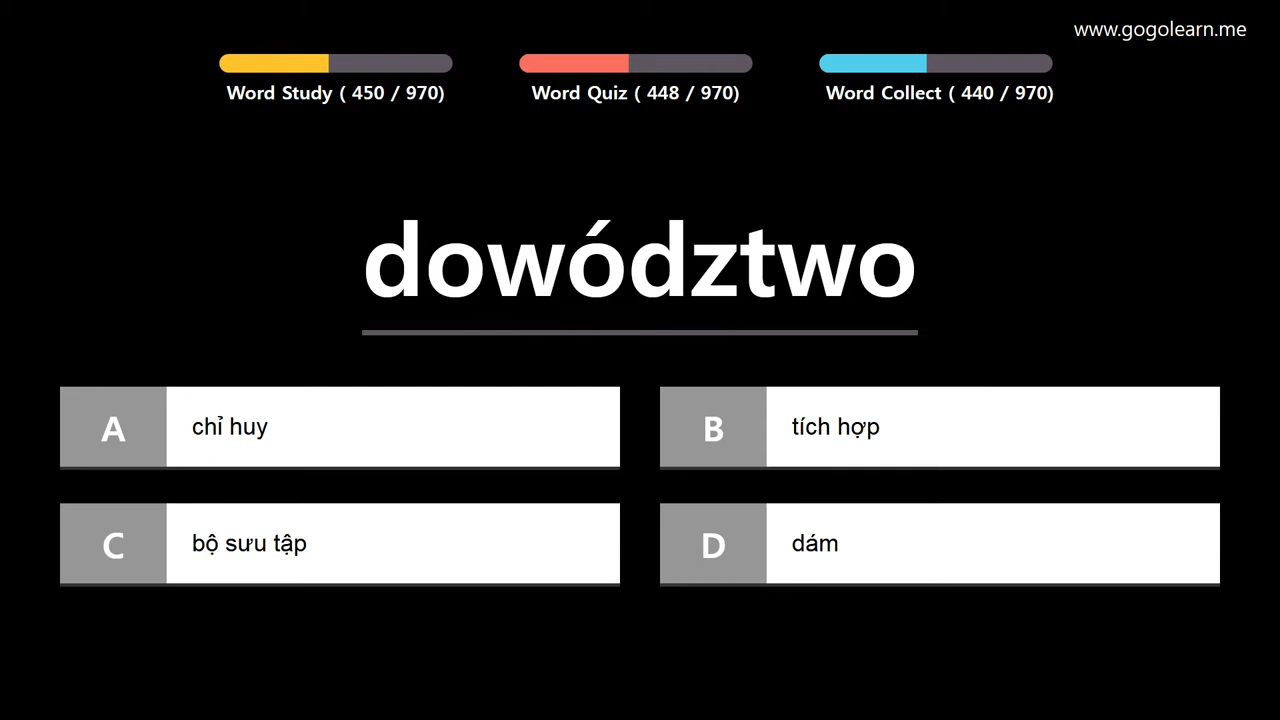 www.gogolearn.me
Word Study ( 450 / 970)
Word Quiz ( 448 / 970)
Word Collect ( 440 / 970)
dowództwo
A chỉ huy
B tích hợp
C bộ sưu tập
D dám